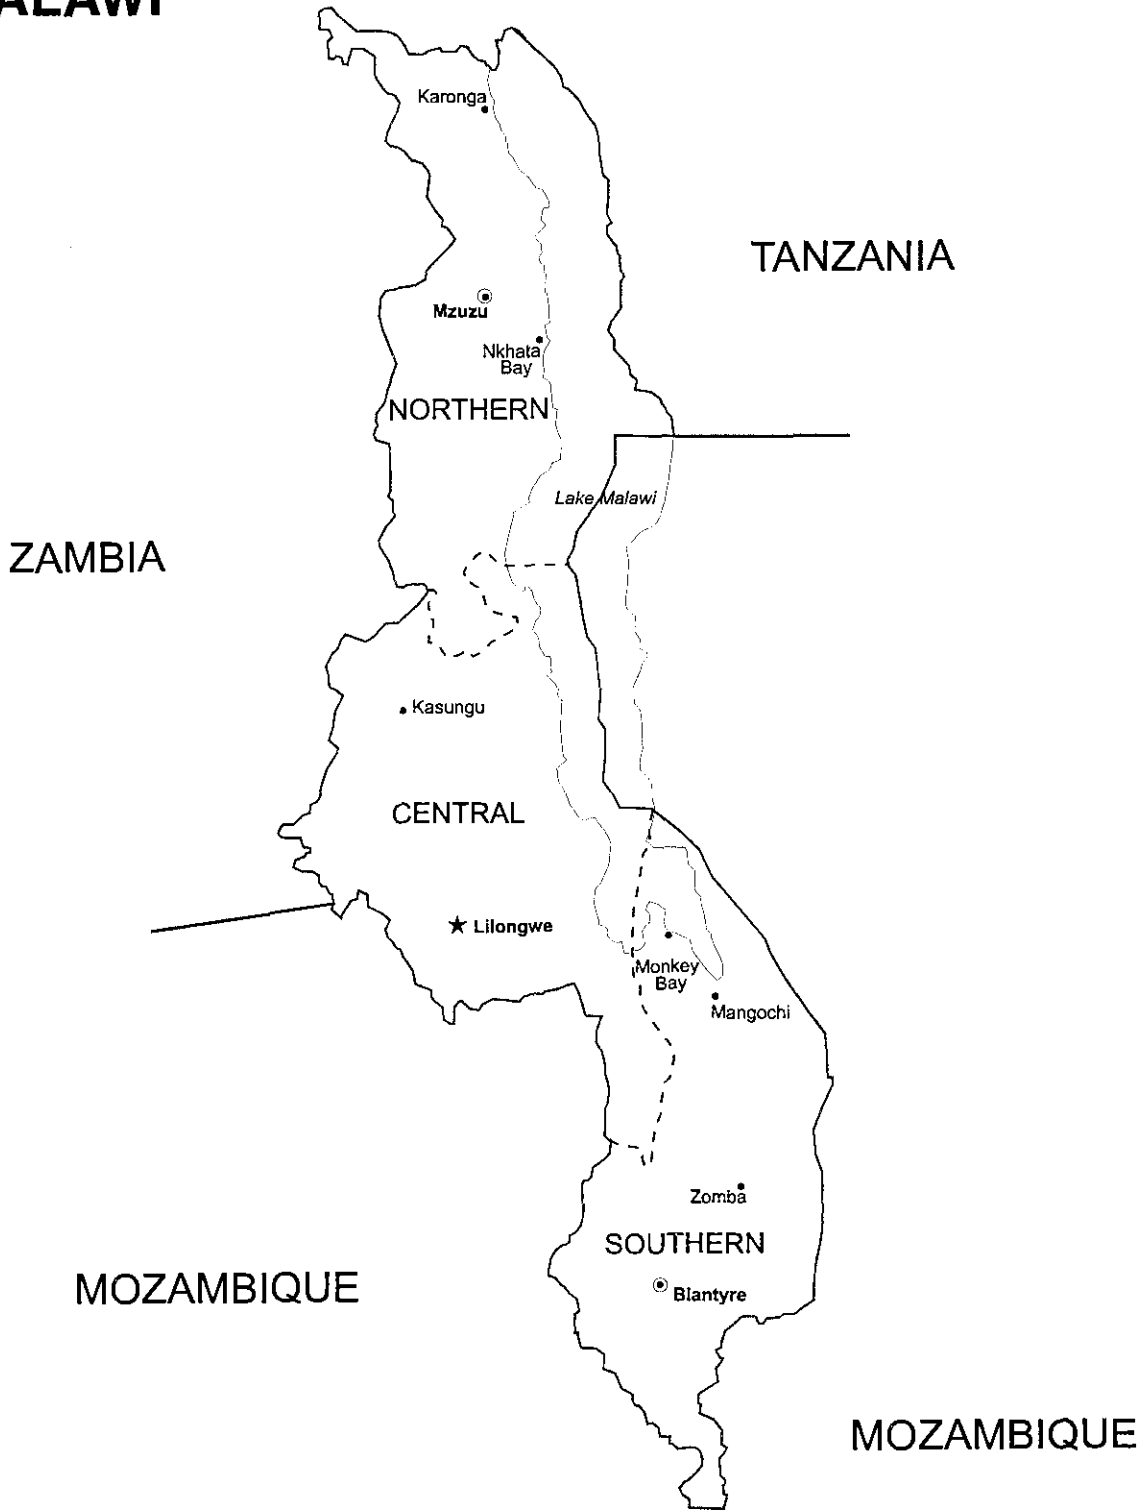 ALAWI
Karonga
TANZANIA
Mzuzu
Nkhata
Bay
NORTHERN
Lake Malawi
ZAMBIA
Kasungu
CENTRAL
Lilongwe
Monkey
Bay
Mangochi
Zomba
SOUTHERN
MOZAMBIQUE
Blantyre
MOZAMBIQUE